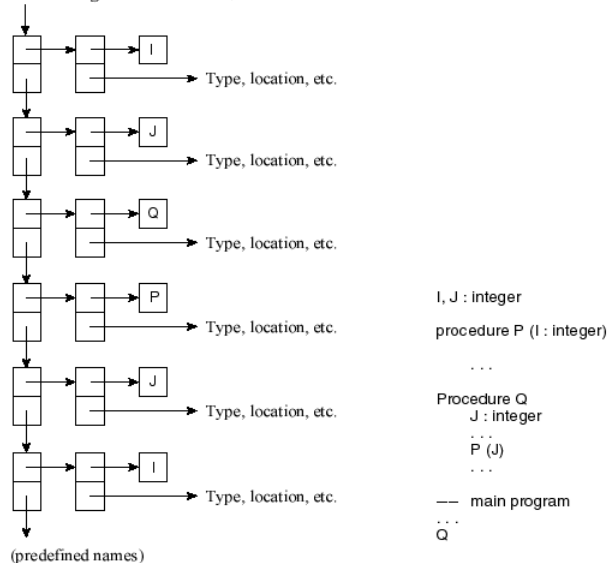 I
Type, location, etc.
J
Type, location, etc.
Q
Type, location, etc.
P
Type, location, etc.
J
Type, location, etc.
I
Type, location, etc.
(predefined names)
I, J : integer
procedure P (I : integer)
. . .
Procedure Q
J : integer
. . .
P (J)
. . .
—– main program
. . .
Q